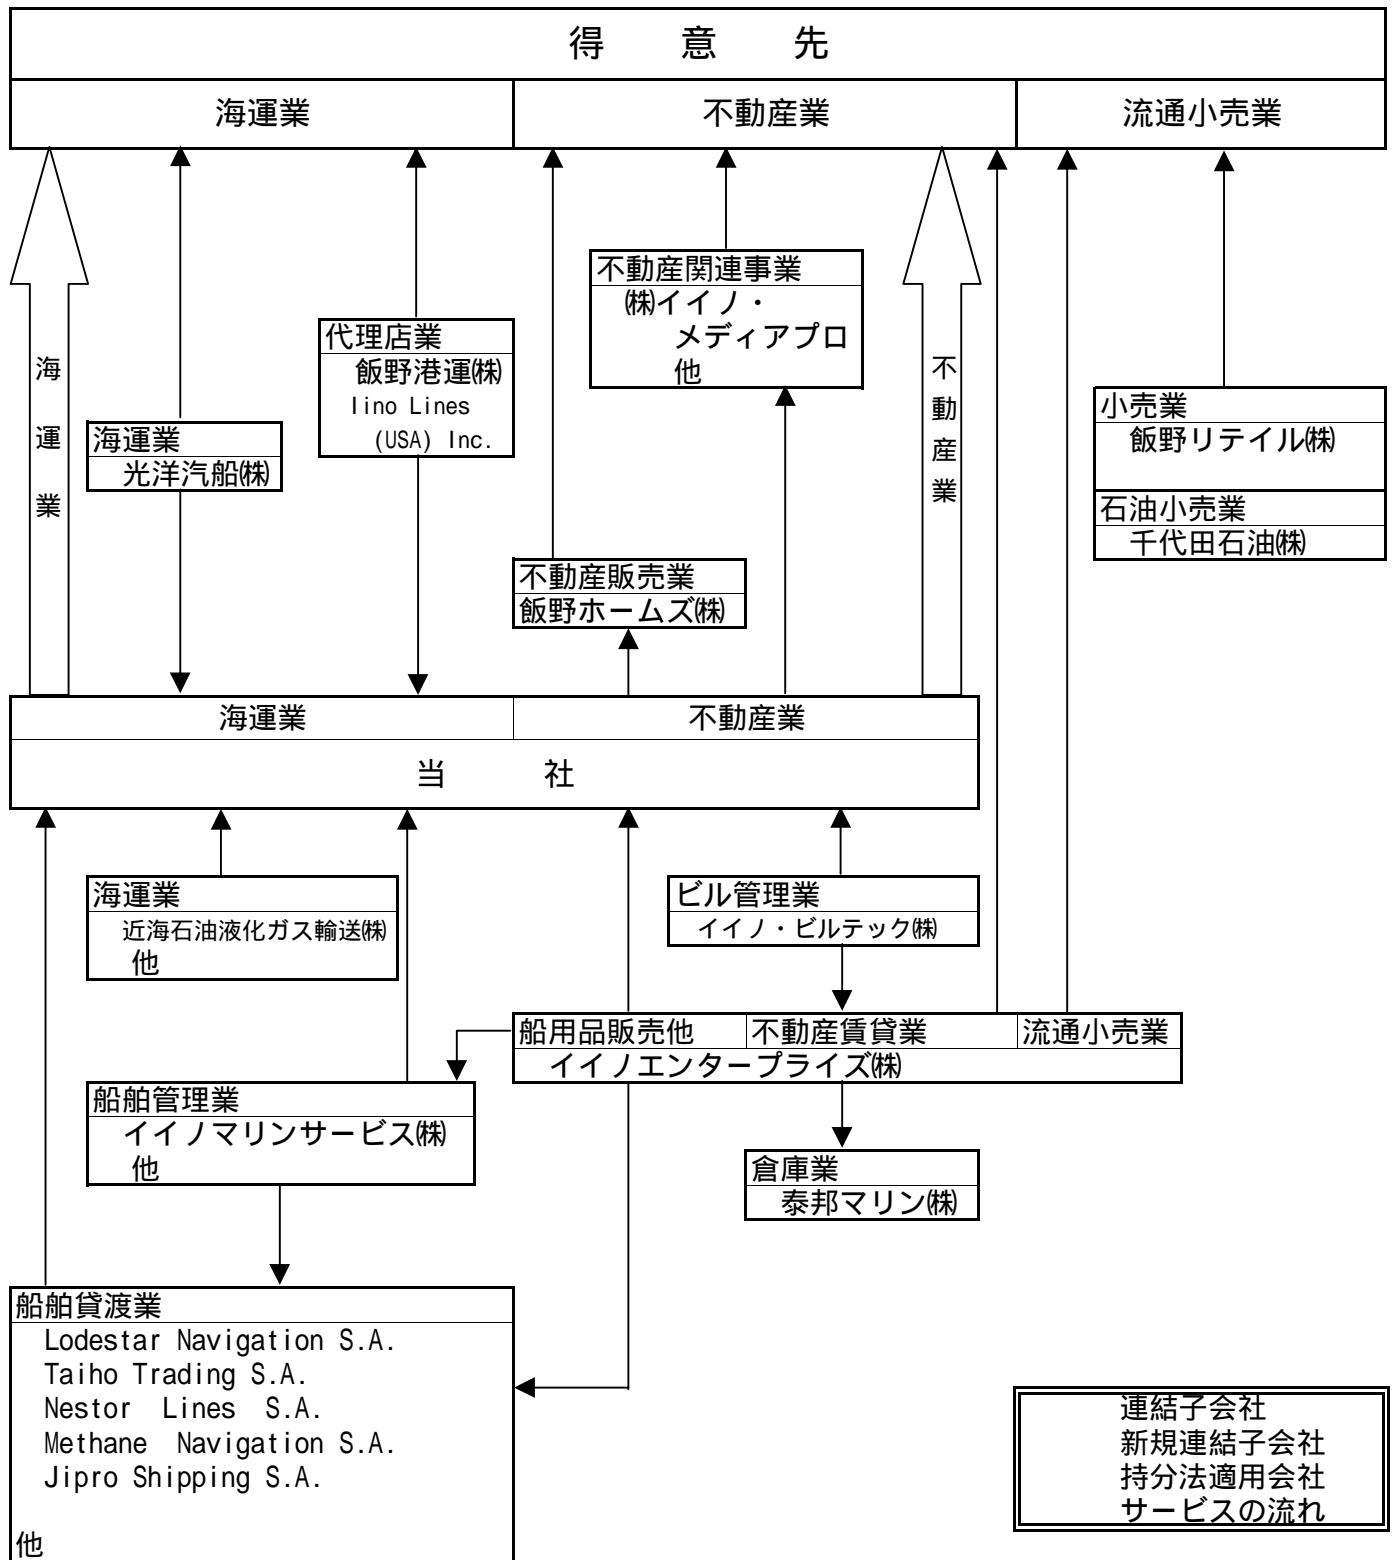 得 意 先
海運業 不動産業 流通小売業
不動産関連事業
㈱イイノ・
メディアプロ
他
代理店業
飯野港運㈱
Iino Lines
(USA) Inc.
海運業
不動産業
小売業
飯野リテイル㈱
石油小売業
千代田石油㈱
海運業
光洋汽船㈱
不動産販売業
飯野ホームズ㈱
海運業 不動産業
当 社
海運業
近海石油液化ガス輸送㈱
他
ビル管理業
イイノ・ビルテック㈱
船用品販売他 不動産賃貸業 流通小売業
イイノエンタープライズ㈱
船舶管理業
イイノマリンサービス㈱
他
倉庫業
泰邦マリン㈱
船舶貸渡業
Lodestar Navigation S.A.
Taiho Trading S.A.
Nestor Lines S.A.
Methane Navigation S.A.
Jipro Shipping S.A.
他
連結子会社
新規連結子会社
持分法適用会社
サービスの流れ